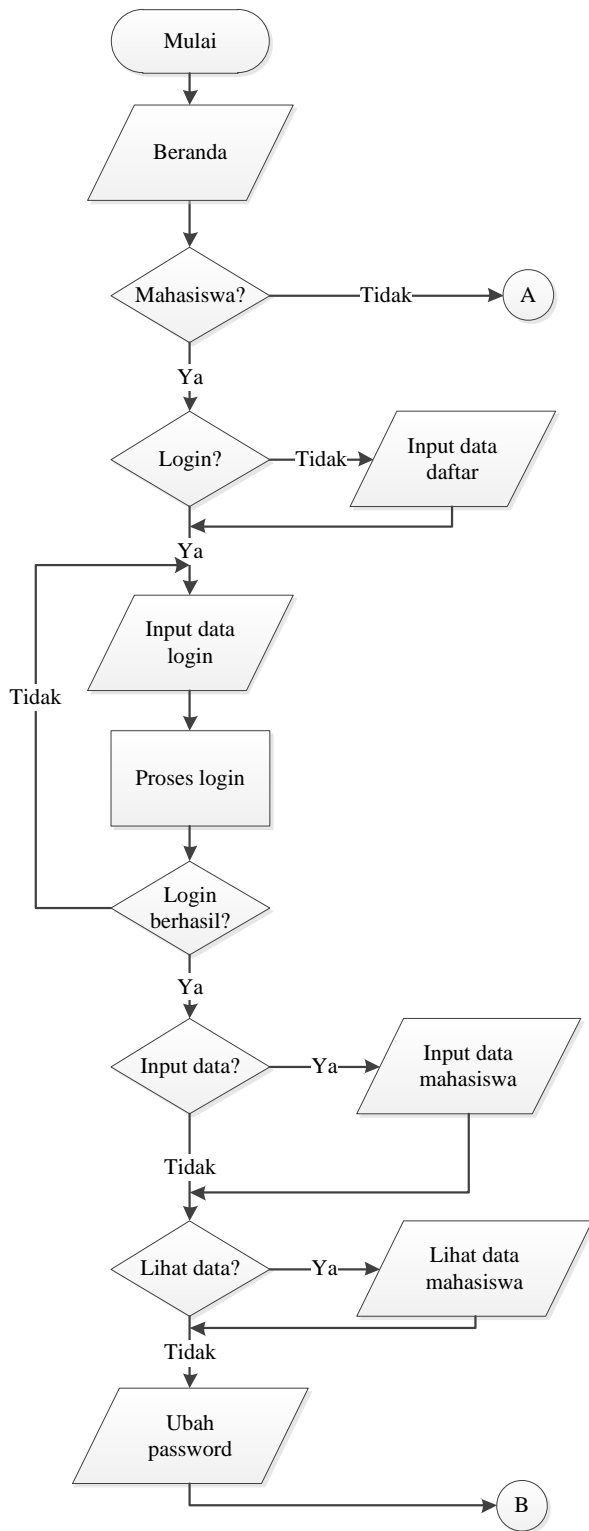 Mulai
Beranda
Mahasiswa?
Tidak
A
Ya
Login?
Tidak
Input data
daftar
Ya
Input data
login
Tidak
Proses login
Login
berhasil?
Ya
Input data?
Ya
Input data
mahasiswa
Tidak
Lihat data?
Ya
Lihat data
mahasiswa
Tidak
Ubah
password
B